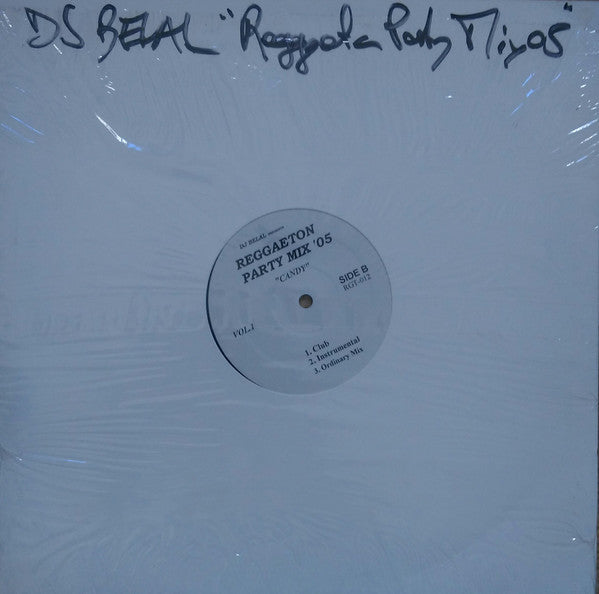 DJ BELAL "Reggaeton Party Mix 05"
DJ BELAL presents
REGGAETON
PARTY MIX '05
"CANDY"
SIDE B
RGT-012
VOL.1
1. Club
2. Instrumental
3. Ordinary Mix